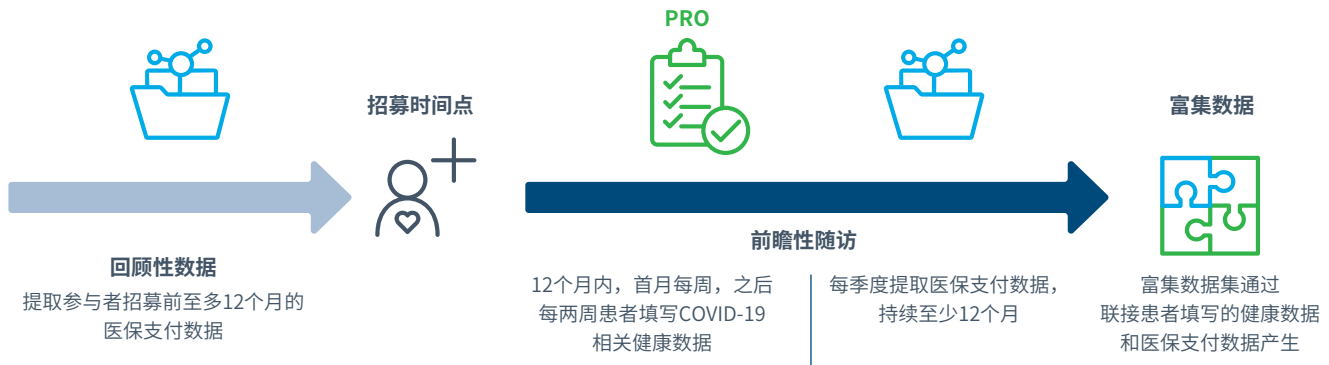 PRO
招募时间点
富集数据
回顾性数据
提取参与者招募前至多12个月的
医保支付数据
前瞻性随访
12个月内，首月每周，之后
每两周患者填写COVID-19
相关健康数据
每季度提取医保支付数据，
持续至少12个月
富集数据集通过
联接患者填写的健康数据
和医保支付数据产生